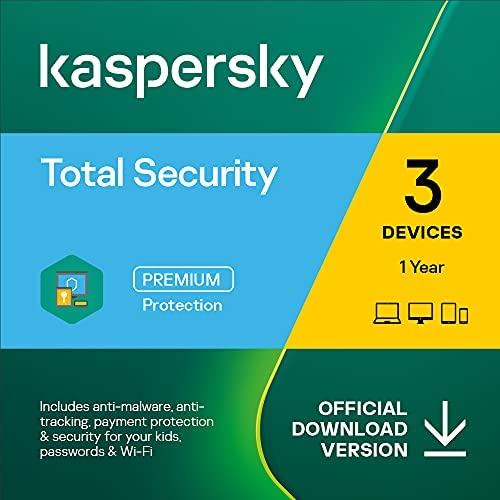 kaspersky
Total Security
PREMIUM
Protection
3
DEVICES
1 Year
Includes anti-malware, anti-
tracking, payment protection
& security for your kids,
passwords & Wi-Fi
OFFICIAL
DOWNLOAD
VERSION